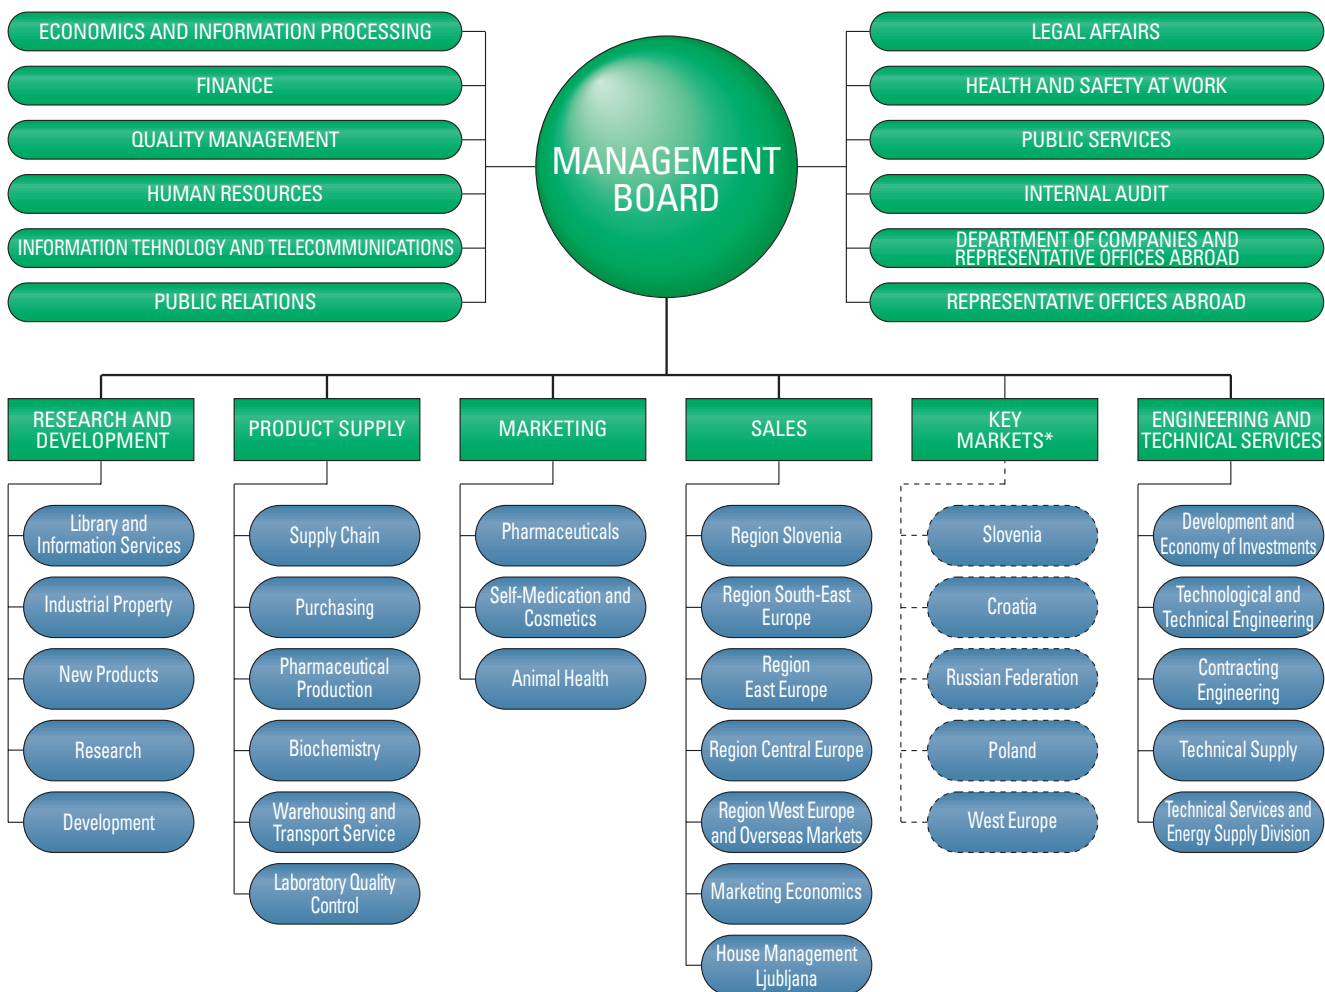 ECONOMICS AND INFORMATION PROCESSING
FINANCE
QUALITY MANAGEMENT
HUMAN RESOURCES
INFORMATION TEHNOLOGY AND TELECOMMUNICATIONS
PUBLIC RELATIONS
MANAGEMENT
BOARD
LEGAL AFFAIRS
HEALTH AND SAFETY AT WORK
PUBLIC SERVICES
INTERNAL AUDIT
DEPARTMENT OF COMPANIES AND
REPRESENTATIVE OFFICES ABROAD
REPRESENTATIVE OFFICES ABROAD
RESEARCH AND
DEVELOPMENT
Library and
Information Services
Industrial Property
New Products
Research
Development
PRODUCT SUPPLY
Supply Chain
Purchasing
Pharmaceutical
Production
Biochemistry
Warehousing and
Transport Service
Laboratory Quality
Control
MARKETING
Pharmaceuticals
Self-Medication and
Cosmetics
Animal Health
SALES
Region Slovenia
Region South-East
Europe
Region
East Europe
Region Central Europe
Region West Europe
and Overseas Markets
Marketing Economics
House Management
Ljubljana
KEY
MARKETS*
Slovenia
Croatia
Russian Federation
Poland
West Europe
ENGINEERING AND
TECHNICAL SERVICES
Development and
Economy of Investments
Technological and
Technical Engineering
Contracting
Engineering
Technical Supply
Technical Services and
Energy Supply Division